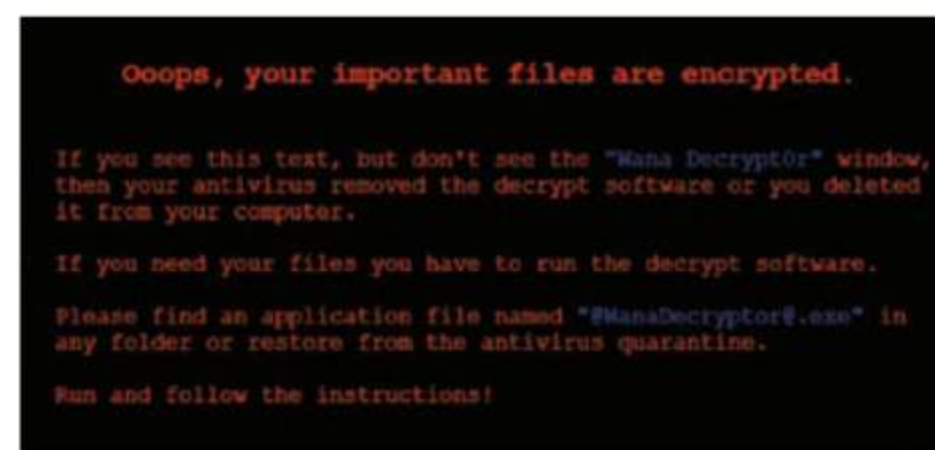 Ooops, your important files are encrypted.
If you see this text, but don't see the "Wana Decrypt0r" window,
then your antivirus removed the decrypt software or you deleted
it from your computer.
If you need your files you have to run the decrypt software.
Please find an application file named "@WanaDecryptor@.exe" in
any folder or restore from the antivirus quarantine.
Run and follow the instructions!